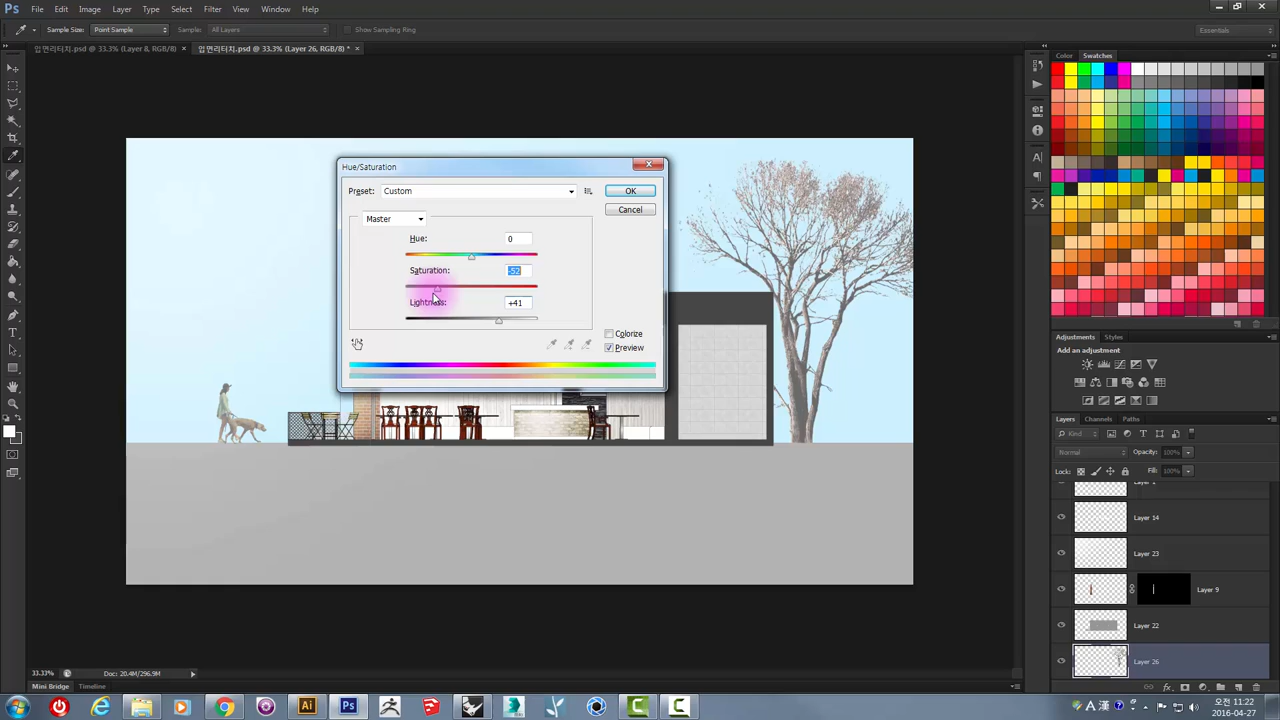 File Edit Image Layer Type Select Filter View Window Help
Sample Size: Point Sample Sample: All Layers Show Sampling Ring Essentials
입면리터치.psd @ 33.3% (Layer 8, RGB/8) × 입면리터치.psd @ 33.3% (Layer 26, RGB/8) * ×
Color Swatches
Hue/Saturation
Preset: Custom OK
Cancel
Master
Hue: 0
Saturation: -52
Lightness: +41
Colorize
Preview
Adjustments Styles
Add an adjustment
Layers Channels Paths
Kind
Normal Opacity: 100%
Lock: Fill: 100%
Layer 14
Layer 23
Layer 9
Layer 22
Layer 26
33.33% Doc: 20.4M/296.9M
Mini Bridge Timeline
A 漢 오전 11:22
2016-04-27